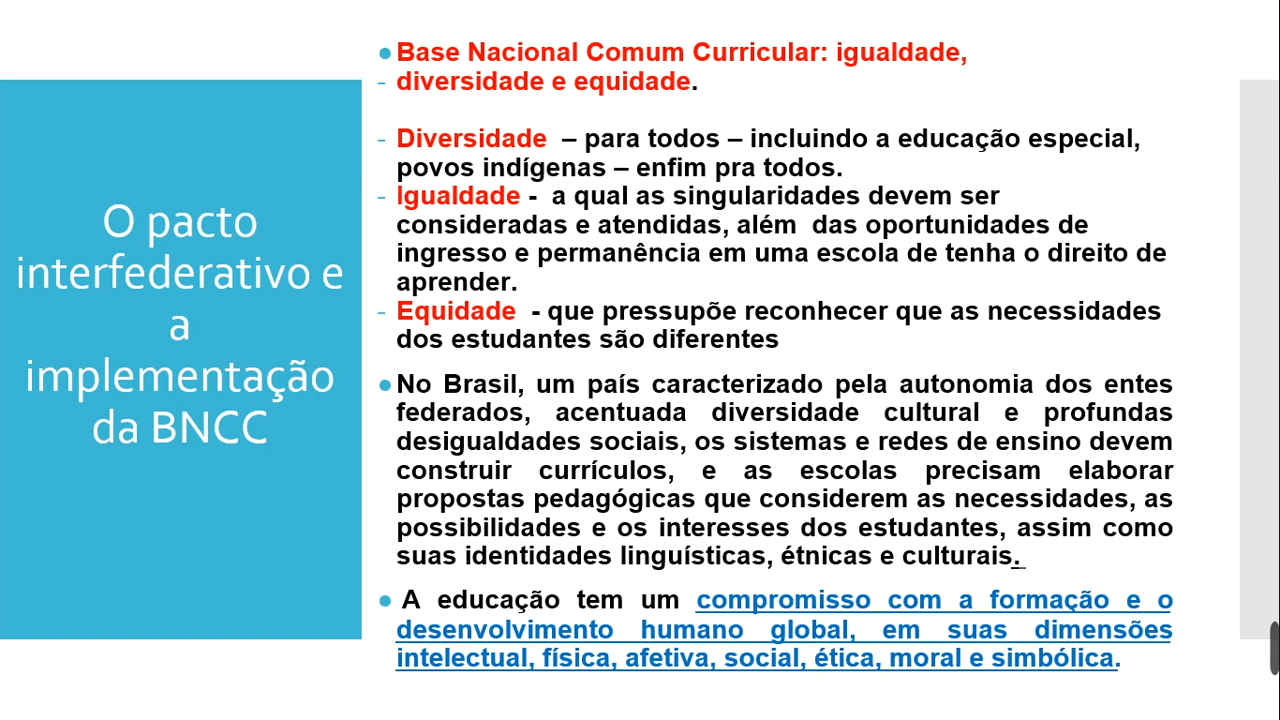 O pacto
interfederativo e
a
implementação
da BNCC
● Base Nacional Comum Curricular: igualdade,
- diversidade e equidade.
- Diversidade – para todos – incluindo a educação especial,
povos indígenas – enfim pra todos.
- Igualdade - a qual as singularidades devem ser
consideradas e atendidas, além das oportunidades de
ingresso e permanência em uma escola de tenha o direito de
aprender.
- Equidade - que pressupõe reconhecer que as necessidades
dos estudantes são diferentes
● No Brasil, um país caracterizado pela autonomia dos entes
federados, acentuada diversidade cultural e profundas
desigualdades sociais, os sistemas e redes de ensino devem
construir currículos, e as escolas precisam elaborar
propostas pedagógicas que considerem as necessidades, as
possibilidades e os interesses dos estudantes, assim como
suas identidades linguísticas, étnicas e culturais.
● A educação tem um compromisso com a formação e o
desenvolvimento humano global, em suas dimensões
intelectual, física, afetiva, social, ética, moral e simbólica.